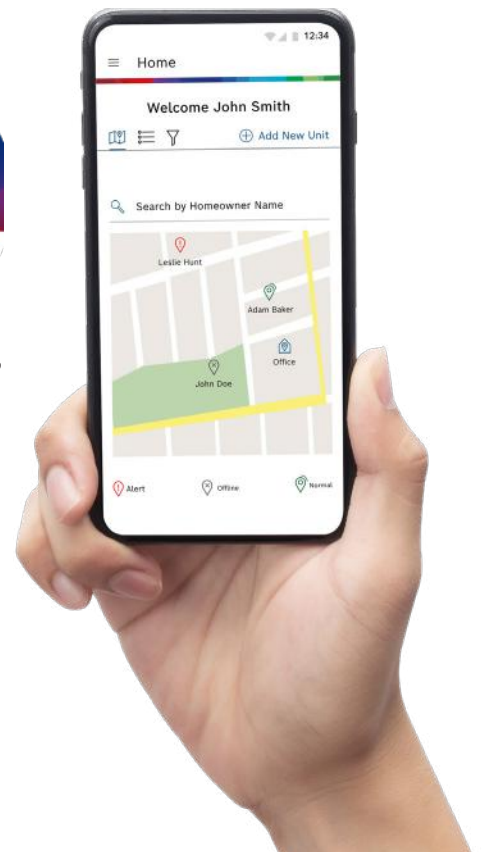 12:34
Home
Welcome John Smith
Add New Unit
Search by Homeowner Name
Leslie Hunt
Adam Baker
Office
John Doe
Alert Offline Normal